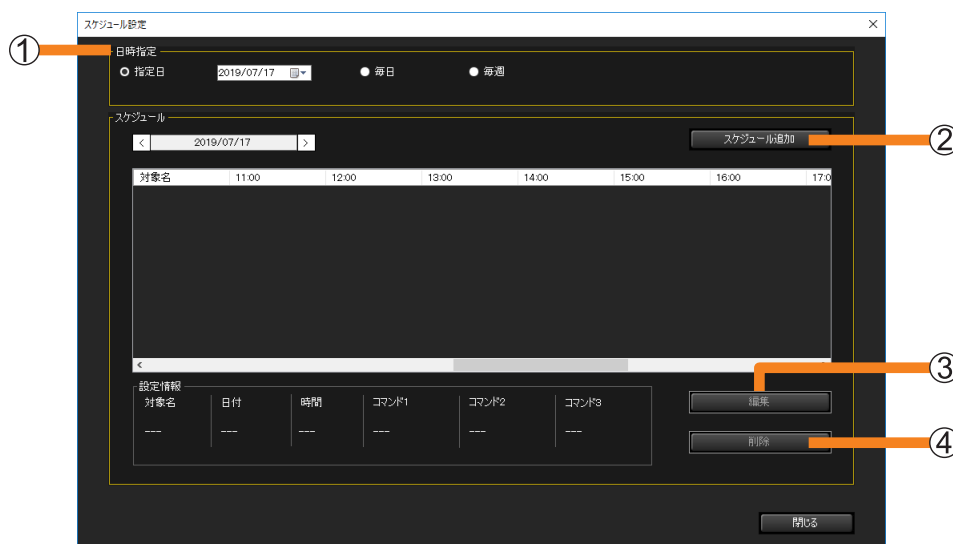 スケジュール設定
①
日時指定
指定日 2019/07/17 毎日 毎週
スケジュール
< 2019/07/17 >
スケジュール追加
②
対象名 11:00 12:00 13:00 14:00 15:00 16:00 17:0
③
設定情報
対象名 日付 時間 コマンド1 コマンド2 コマンド3
--- --- --- --- --- ---
編集
削除
④
閉じる